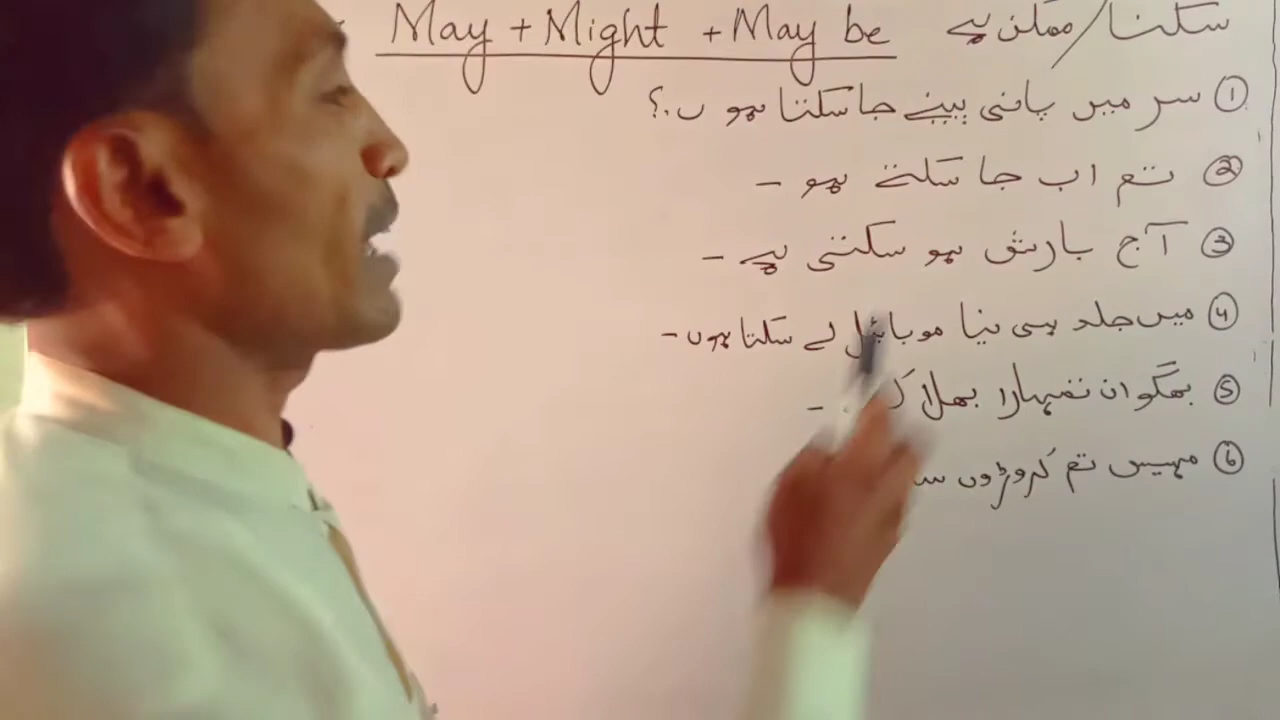 May + Might + May be سکنا/ممکن ہے
① سر میں پانی پینے جا سکتا ہوں؟
② تم اب جا سکتے ہو -
③ آج بارش ہو سکتی ہے -
④ میں جلد ہی نیا موبائل لے سکتا ہوں -
⑤ بھگوان تمہارا بھلا -
⑥ تم کروڑوں